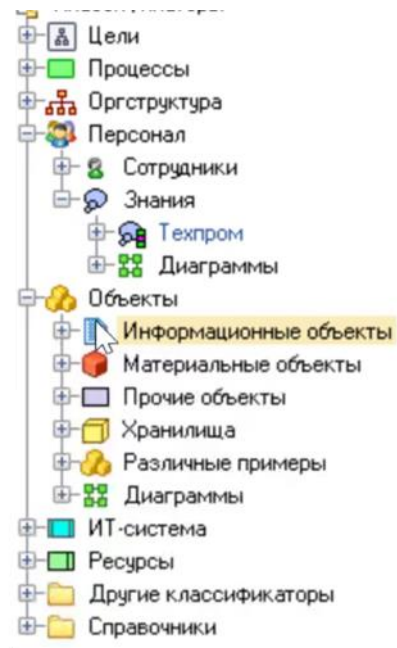 Цели
Процессы
Оргструктура
Персонал
Сотрудники
Знания
Техпром
Диаграммы
Объекты
Информационные объекты
Материальные объекты
Прочие объекты
Хранилища
Различные примеры
Диаграммы
ИТ-система
Ресурсы
Другие классификаторы
Справочники